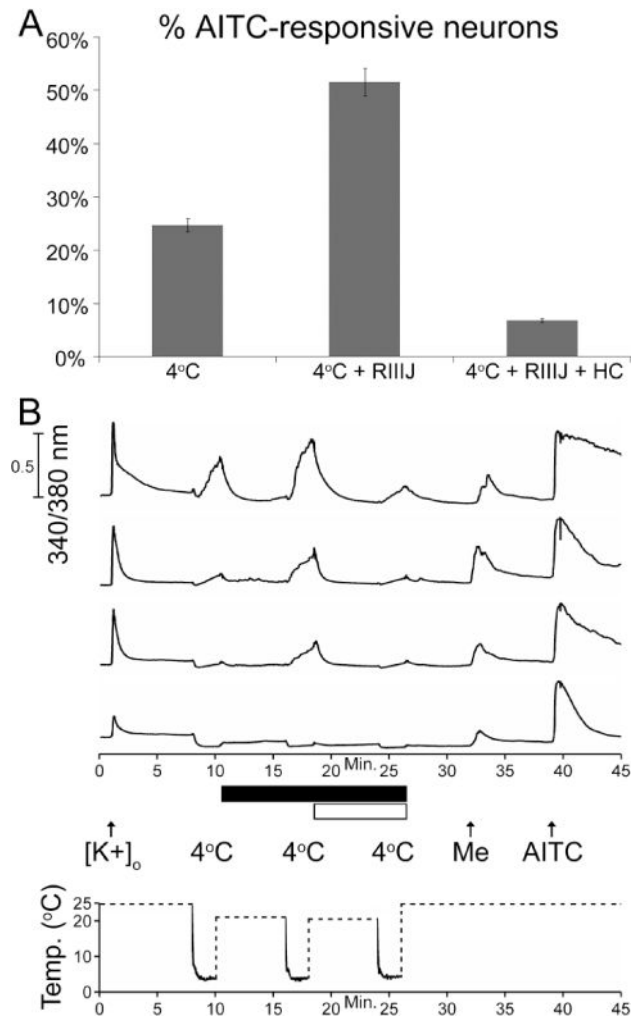 A % AITC-responsive neurons
60%
50%
40%
30%
20%
10%
0%
4°C 4°C + RIIIJ 4°C + RIIIJ + HC
B
0.5
340/380 nm
0 5 10 15 20 Min. 25 30 35 40 45
[K+]o 4°C 4°C 4°C Me AITC
Temp. (°C)
25
20
10
0
0 5 10 15 20 Min. 25 30 35 40 45